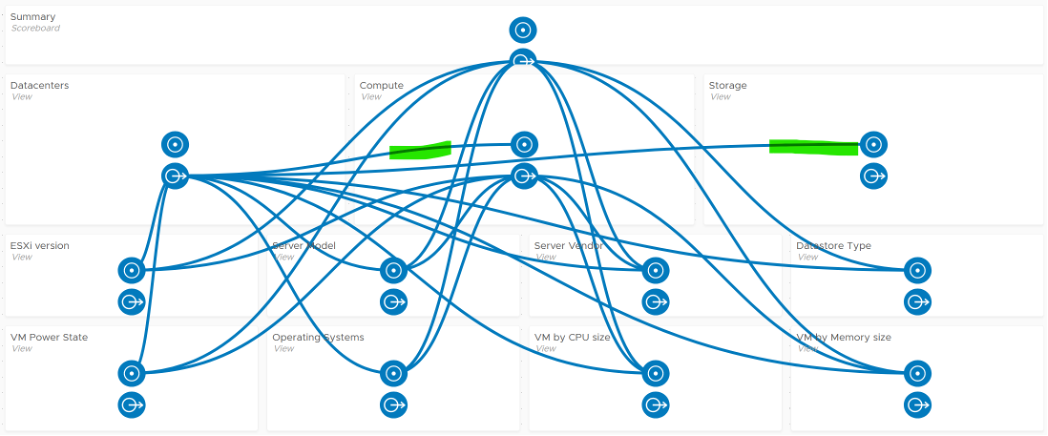 Summary
Scoreboard
Datacenters
View
Compute
View
Storage
View
ESXi version
View
Server Model
View
Server Vendor
View
Datastore Type
View
VM Power State
View
Operating Systems
View
VM by CPU size
View
VM by Memory size
View